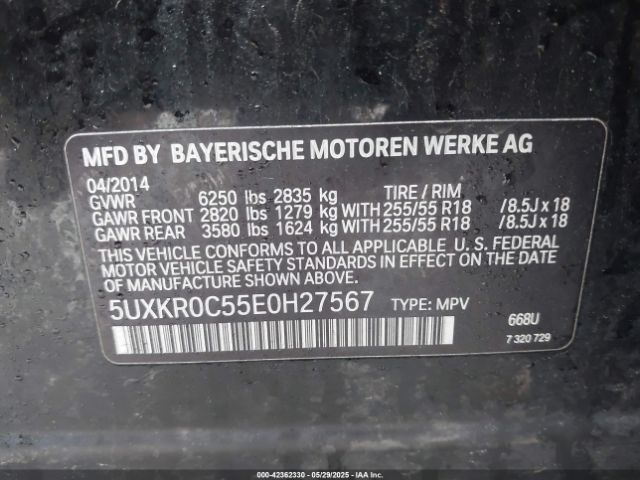 MFD BY BAYERISCHE MOTOREN WERKE AG
04/2014
GVWR 6250 lbs 2835 kg TIRE / RIM
GAWR FRONT 2820 lbs 1279 kg WITH 255/55 R18 /8.5J x 18
GAWR REAR 3580 lbs 1624 kg WITH 255/55 R18 /8.5J x 18
THIS VEHICLE CONFORMS TO ALL APPLICABLE U. S. FEDERAL
MOTOR VEHICLE SAFETY STANDARDS IN EFFECT ON THE DATE OF
MANUFACTURE SHOWN ABOVE.
5UXKR0C55E0H27567 TYPE: MPV
668U
7 320 729
000-42362330 - 05/29/2025 - IAA Inc.